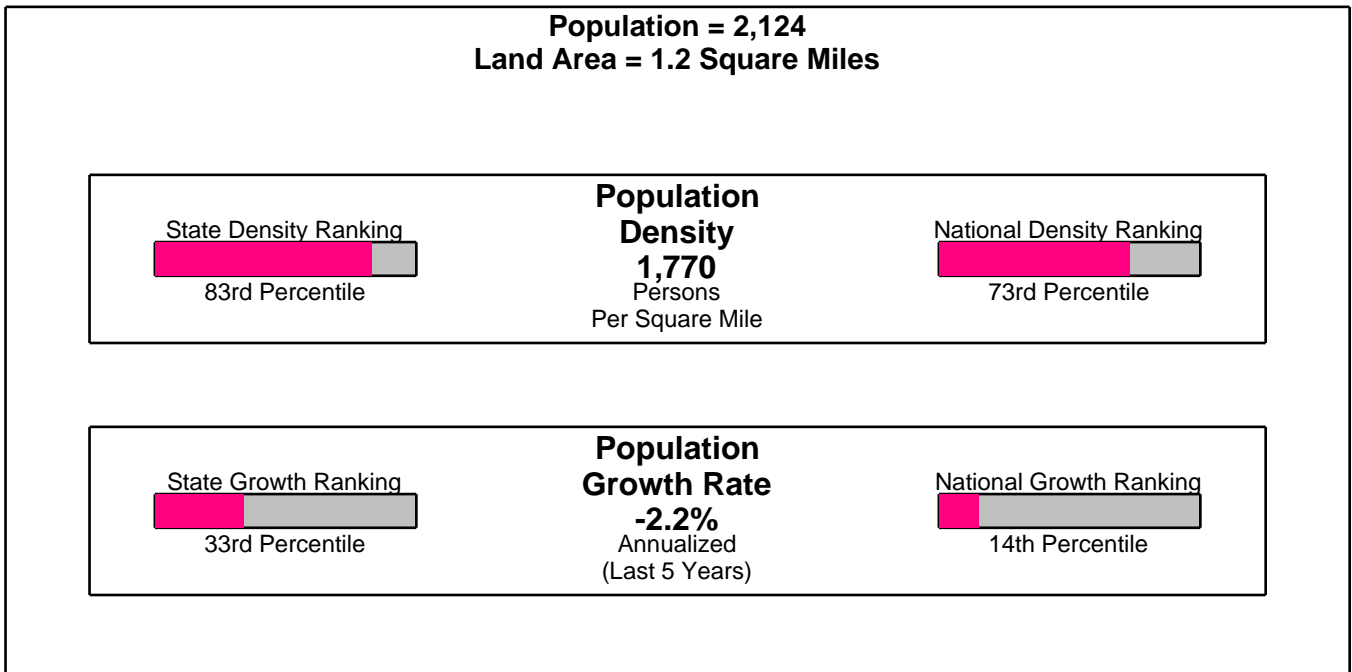 Population = 2,124
Land Area = 1.2 Square Miles
Population
Density
1,770
Persons
Per Square Mile
State Density Ranking
83rd Percentile
National Density Ranking
73rd Percentile
Population
Growth Rate
-2.2%
Annualized
(Last 5 Years)
State Growth Ranking
33rd Percentile
National Growth Ranking
14th Percentile